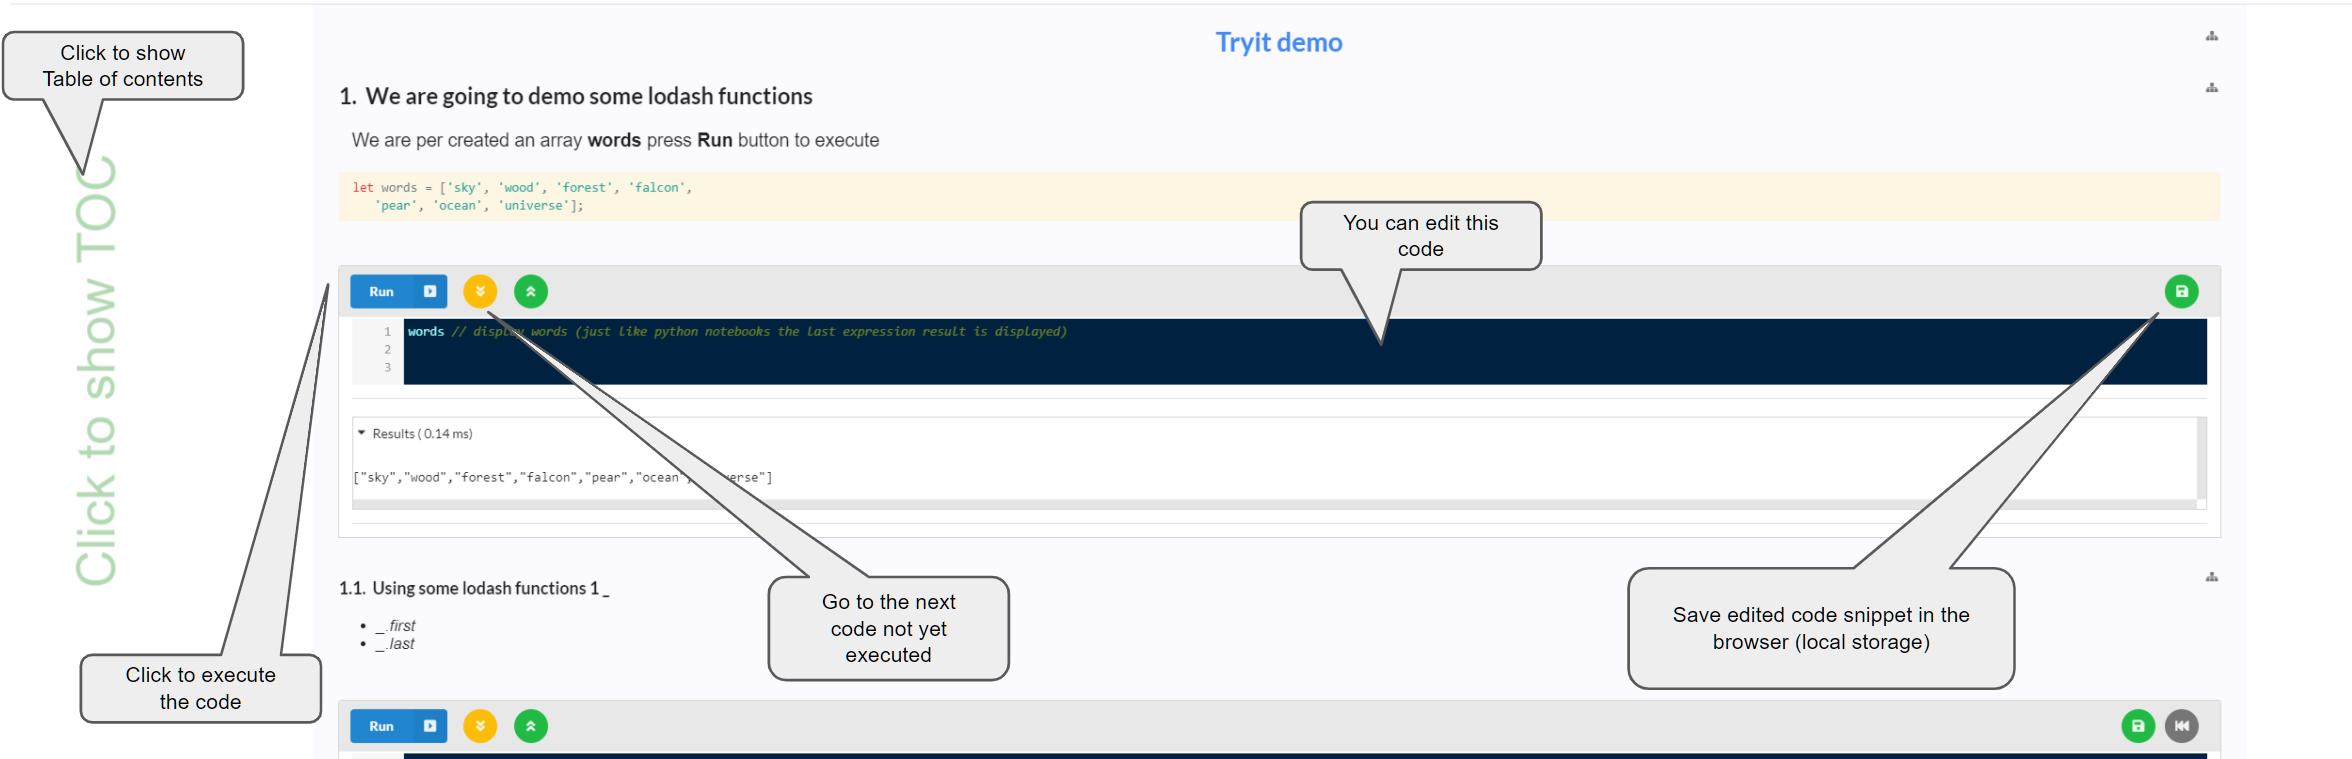 Click to show
Table of contents
Click to show TOC
Tryit demo
1. We are going to demo some lodash functions
We are per created an array words press Run button to execute
let words = ['sky', 'wood', 'forest', 'falcon',
'pear', 'ocean', 'universe'];
You can edit this
code
Run
1 words // display words (just like python notebooks the last expression result is displayed)
2
3
Results ( 0.14 ms)
["sky","wood","forest","falcon","pear","ocean", erse"]
1.1. Using some lodash functions 1 _
• _.first
• _.last
Go to the next
code not yet
executed
Save edited code snippet in the
browser (local storage)
Click to execute
the code
Run